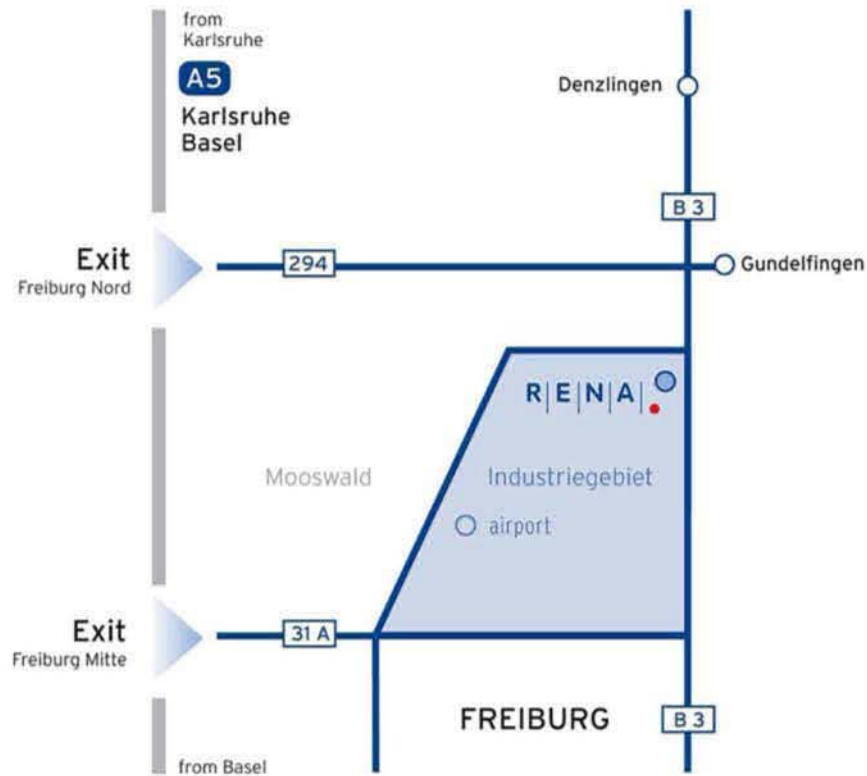 from
Karlsruhe
A5
Karlsruhe
Basel
Denzlingen
B 3
Exit
Freiburg Nord
294
Gundelfingen
R|E|N|A|
Mooswald
Industriegebiet
airport
Exit
Freiburg Mitte
31 A
FREIBURG
B 3
from Basel